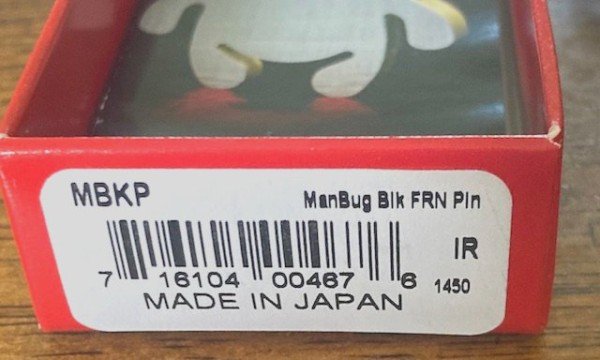 MBKP ManBug Blk FRN Pin
IR
7 16104 00467 6 1450
MADE IN JAPAN